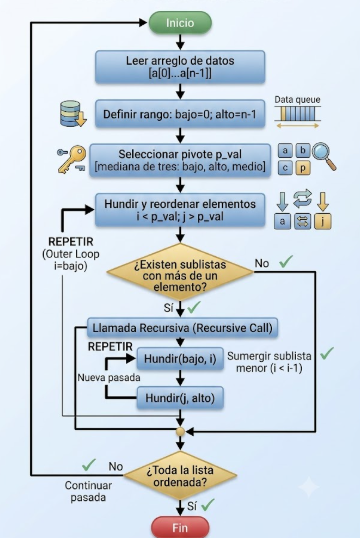 Inicio
Leer arreglo de datos
[a[0]...a[n-1]]
Definir rango: bajo=0; alto=n-1
Data queue
Seleccionar pivote p_val
[mediana de tres: bajo, alto, medio]
a b
c p
Hundir y reordenar elementos
i < p_val; j > p_val
a j
REPETIR
(Outer Loop
i=bajo)
¿Existen sublistas
con más de un
elemento?
No
Sí
Llamada Recursiva (Recursive Call)
REPETIR
Hundir(bajo, i)
Nueva pasada
Sumergir sublista
menor (i < i-1)
Hundir(j, alto)
No
Continuar
pasada
¿Toda la lista
ordenada?
Sí
Fin